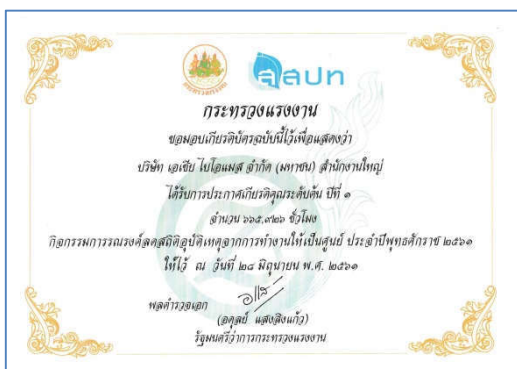 สสปท
กระทรวงแรงงาน
ขอมอบเกียรติบัตรฉบับนี้ไว้เพื่อแสดงว่า
บริษัท เอเชีย ไบโอแมส จำกัด (มหาชน) สำนักงานใหญ่
ได้รับการประกาศเกียรติคุณระดับต้น ปีที่ ๑
จำนวน ๖๖๕,๙๒๖ ชั่วโมง
กิจกรรมการรณรงค์ลดสถิติอุบัติเหตุจากการทำงานให้เป็นศูนย์ ประจำปีพุทธศักราช ๒๕๖๑
ให้ไว้ ณ วันที่ ๒๘ มิถุนายน พ.ศ. ๒๕๖๑
พลตำรวจเอก
(อดุลย์ แสงสิงแก้ว)
รัฐมนตรีว่าการกระทรวงแรงงาน